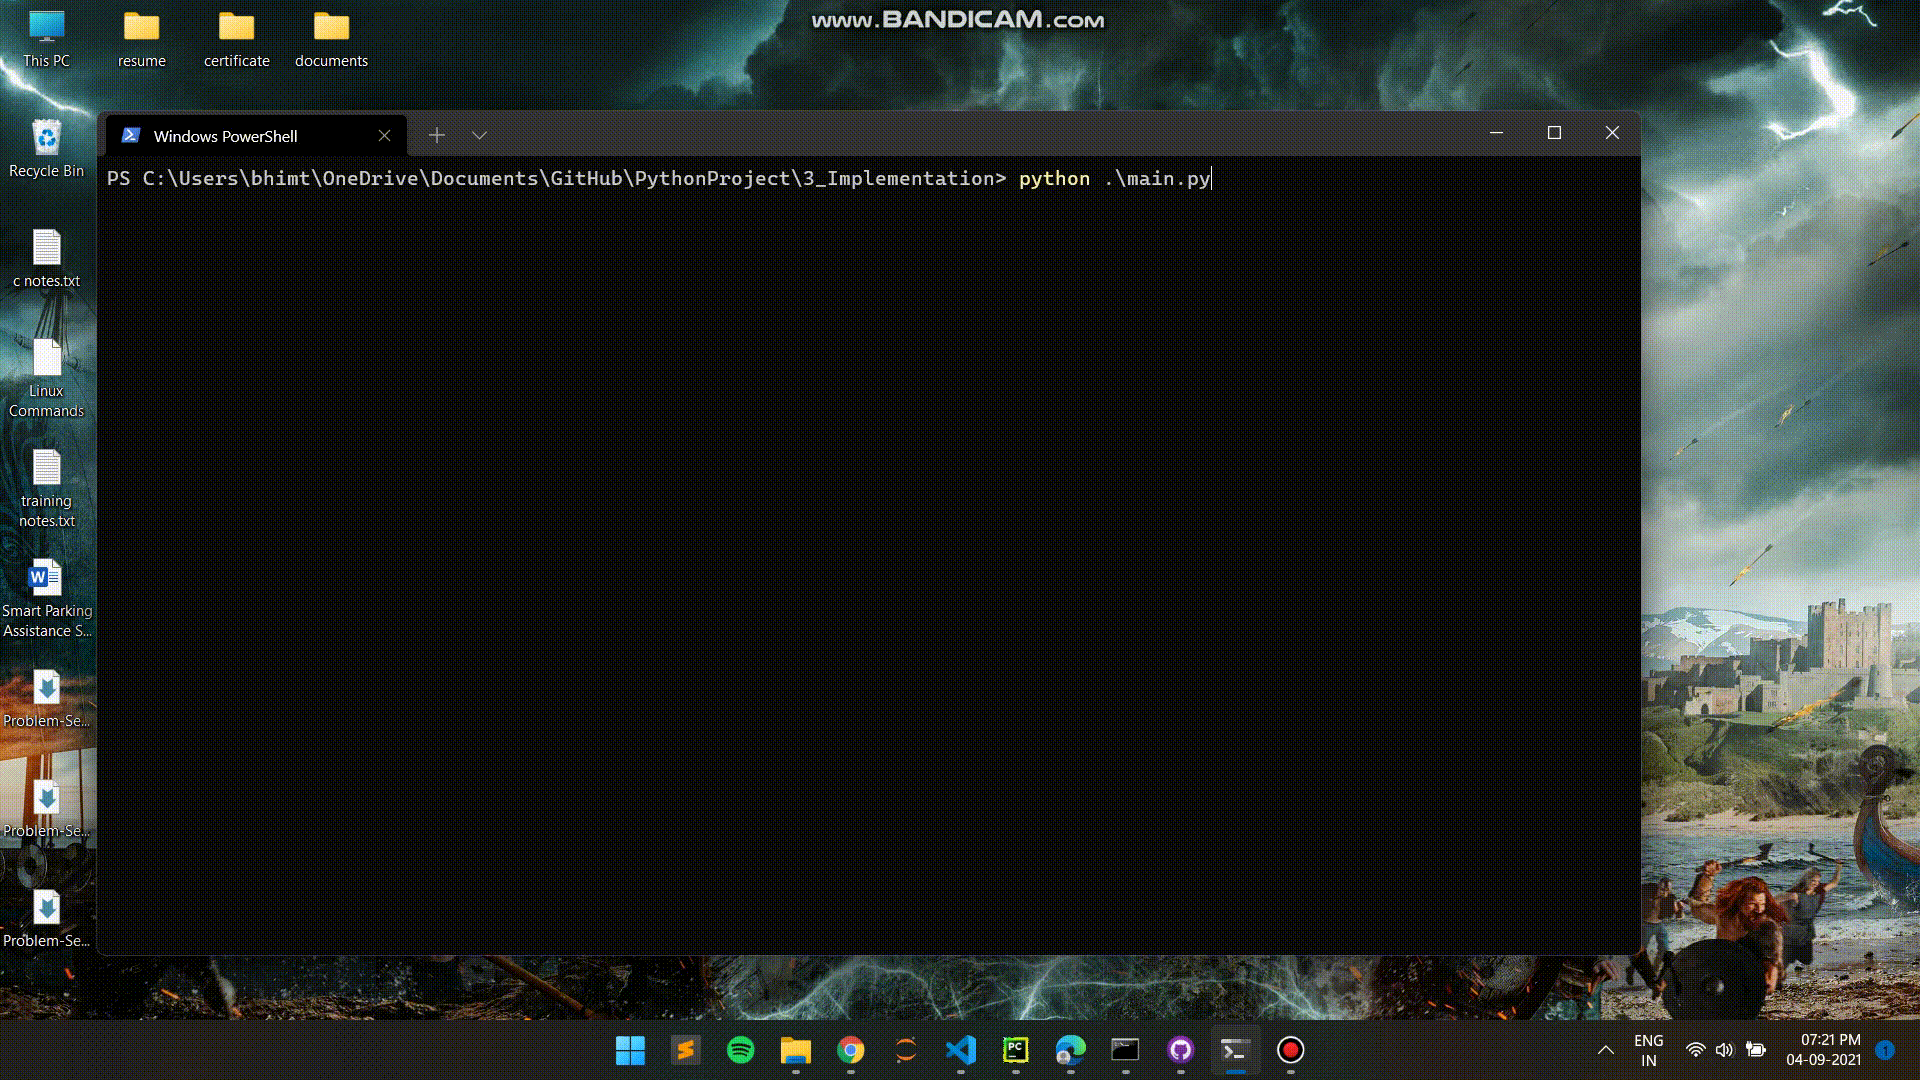 www.BANDICAM.com
This PC
resume
certificate
documents
Recycle Bin
c notes.txt
Linux
Commands
training
notes.txt
W
Smart Parking
Assistance S...
Problem-Se...
Problem-Se...
Problem-Se...
Windows PowerShell
PS C:\Users\bhimt\OneDrive\Documents\GitHub\PythonProject\3_Implementation> python .\main.py
PC
ENG
IN
07:21 PM
04-09-2021
1